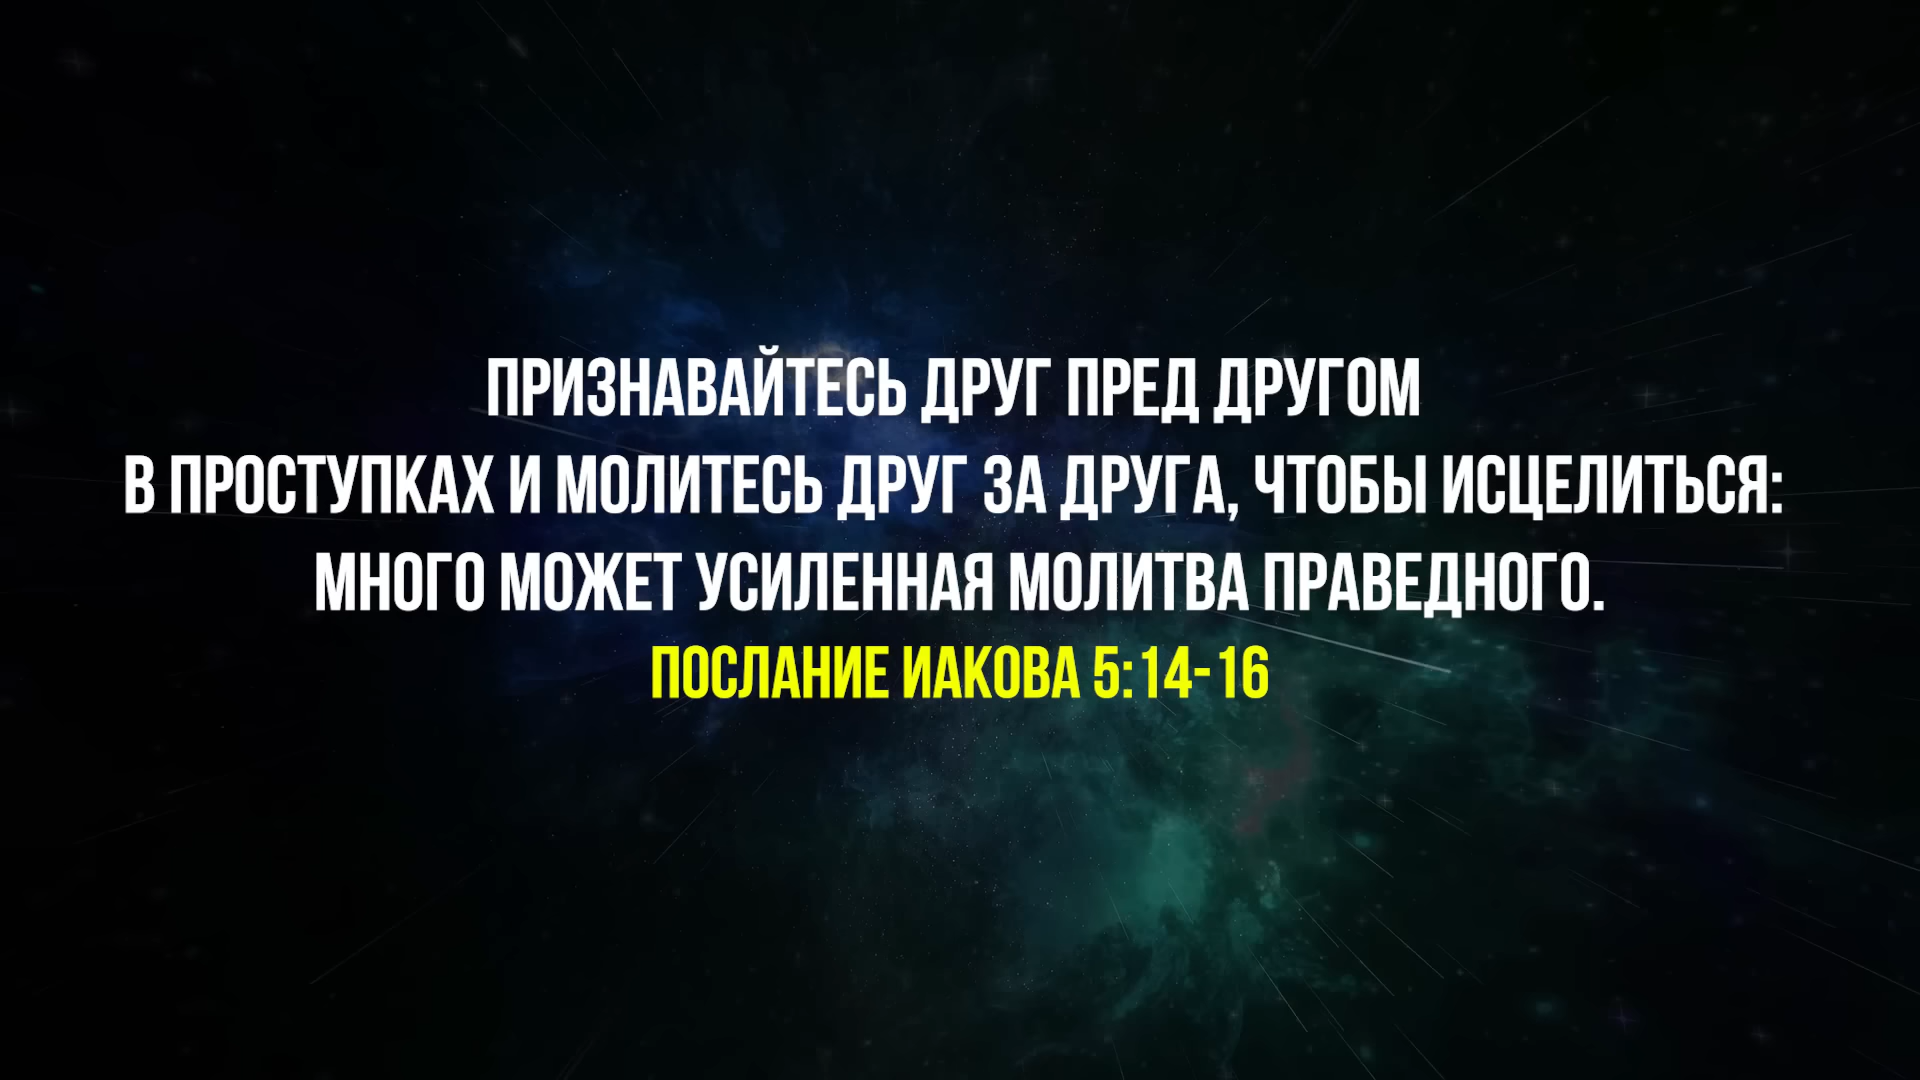 ПРИЗНАВАЙТЕСЬ ДРУГ ПРЕД ДРУГОМ
В ПРОСТУПКАХ И МОЛИТЕСЬ ДРУГ ЗА ДРУГА, ЧТОБЫ ИСЦЕЛИТЬСЯ:
МНОГО МОЖЕТ УСИЛЕННАЯ МОЛИТВА ПРАВЕДНОГО.
ПОСЛАНИЕ ИАКОВА 5:14-16